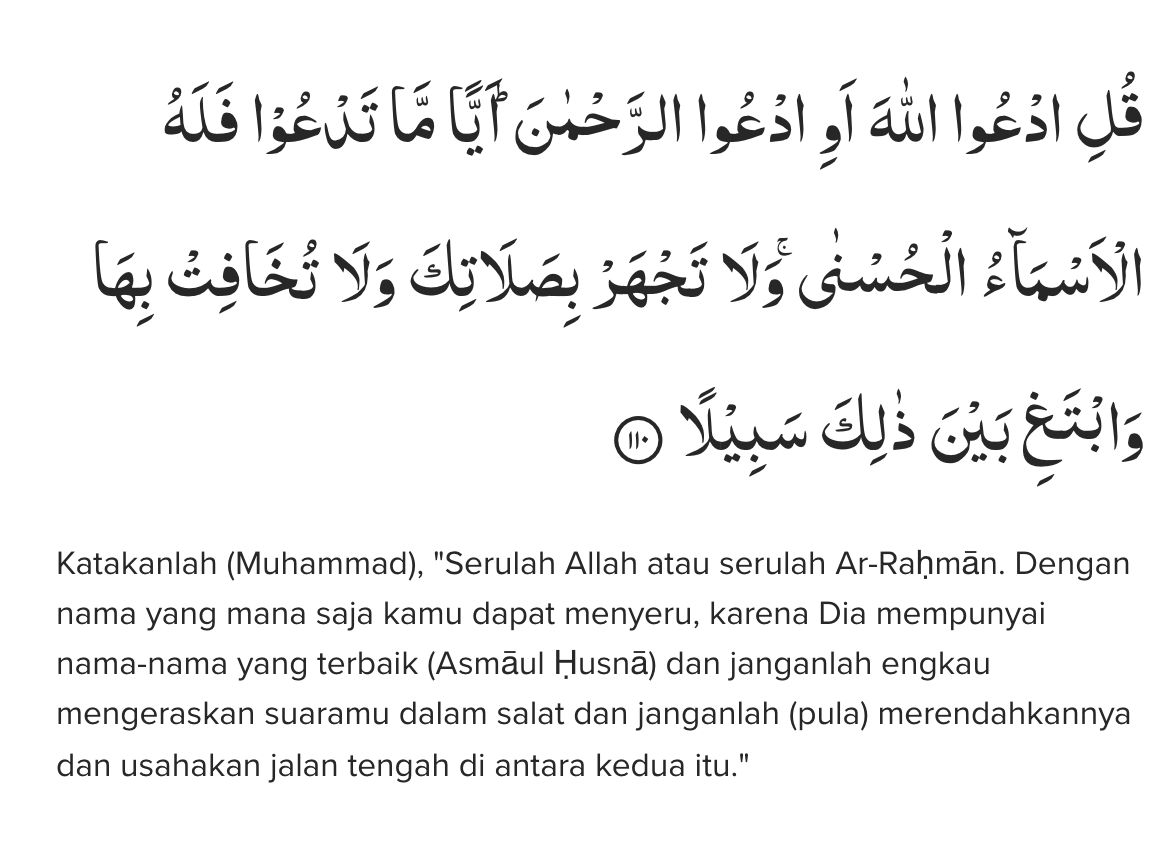 قُلِ ادْعُوا اللّٰهَ اَوِ ادْعُوا الرَّحْمٰنَۗ اَيًّا مَّا تَدْعُوْا فَلَهُ
الْاَسْمَاۤءُ الْحُسْنٰىۚ وَلَا تَجْهَرْ بِصَلَاتِكَ وَلَا تُخَافِتْ بِهَا
وَابْتَغِ بَيْنَ ذٰلِكَ سَبِيْلًا ١١٠
Katakanlah (Muhammad), "Serulah Allah atau serulah Ar-Raḥmān. Dengan
nama yang mana saja kamu dapat menyeru, karena Dia mempunyai
nama-nama yang terbaik (Asmāul Ḥusnā) dan janganlah engkau
mengeraskan suaramu dalam salat dan janganlah (pula) merendahkannya
dan usahakan jalan tengah di antara kedua itu."